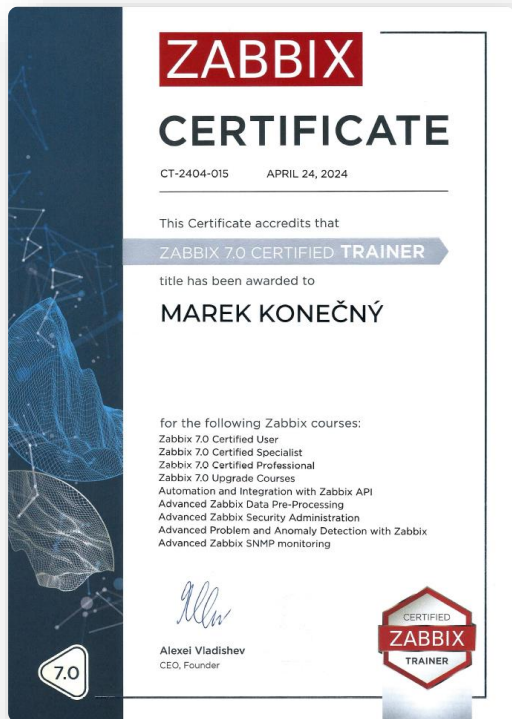 ZABBIX
CERTIFICATE
CT-2404-015 APRIL 24, 2024
This Certificate accredits that
ZABBIX 7.0 CERTIFIED TRAINER
title has been awarded to
MAREK KONEČNÝ
for the following Zabbix courses:
Zabbix 7.0 Certified User
Zabbix 7.0 Certified Specialist
Zabbix 7.0 Certified Professional
Zabbix 7.0 Upgrade Courses
Automation and Integration with Zabbix API
Advanced Zabbix Data Pre-Processing
Advanced Zabbix Security Administration
Advanced Problem and Anomaly Detection with Zabbix
Advanced Zabbix SNMP monitoring
Alexei Vladishev
CEO, Founder
7.0
CERTIFIED
ZABBIX
TRAINER